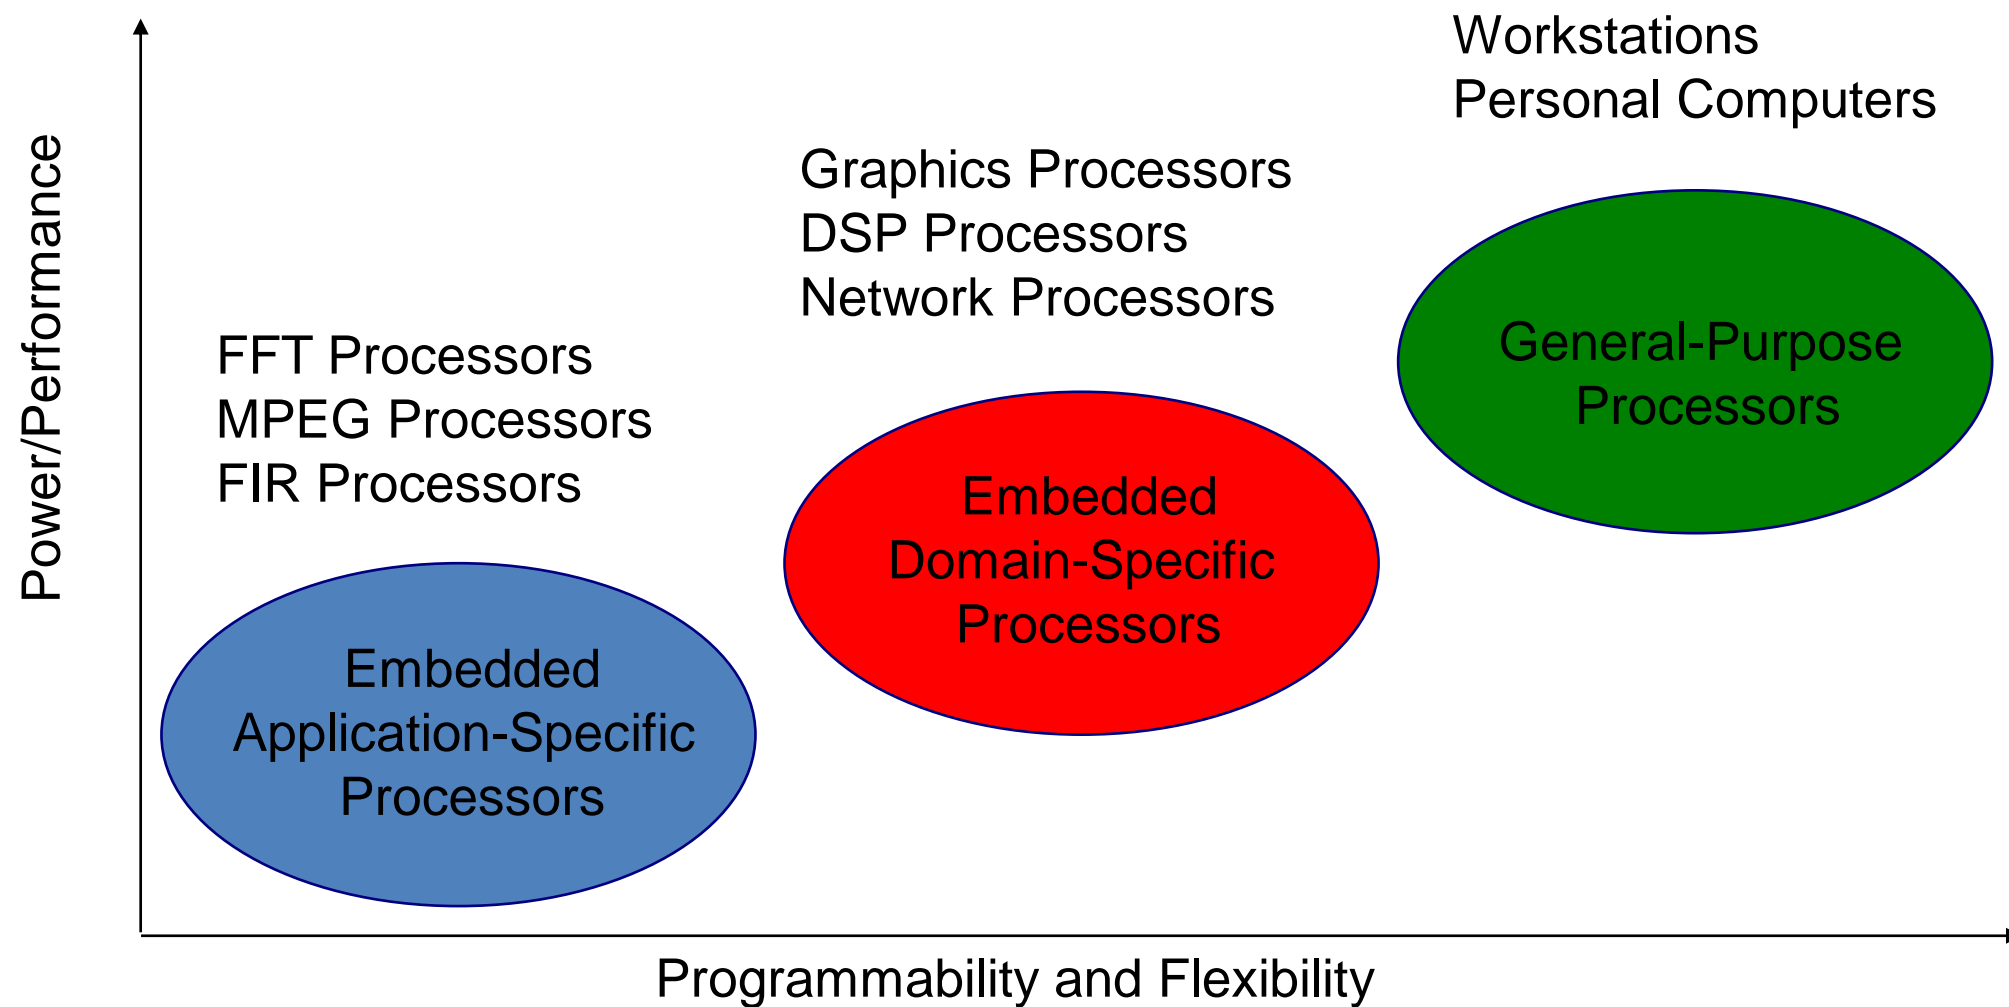 Workstations
Personal Computers
Graphics Processors
DSP Processors
Network Processors
FFT Processors
MPEG Processors
FIR Processors
General-Purpose
Processors
Embedded
Domain-Specific
Processors
Embedded
Application-Specific
Processors
Power/Performance
Programmability and Flexibility